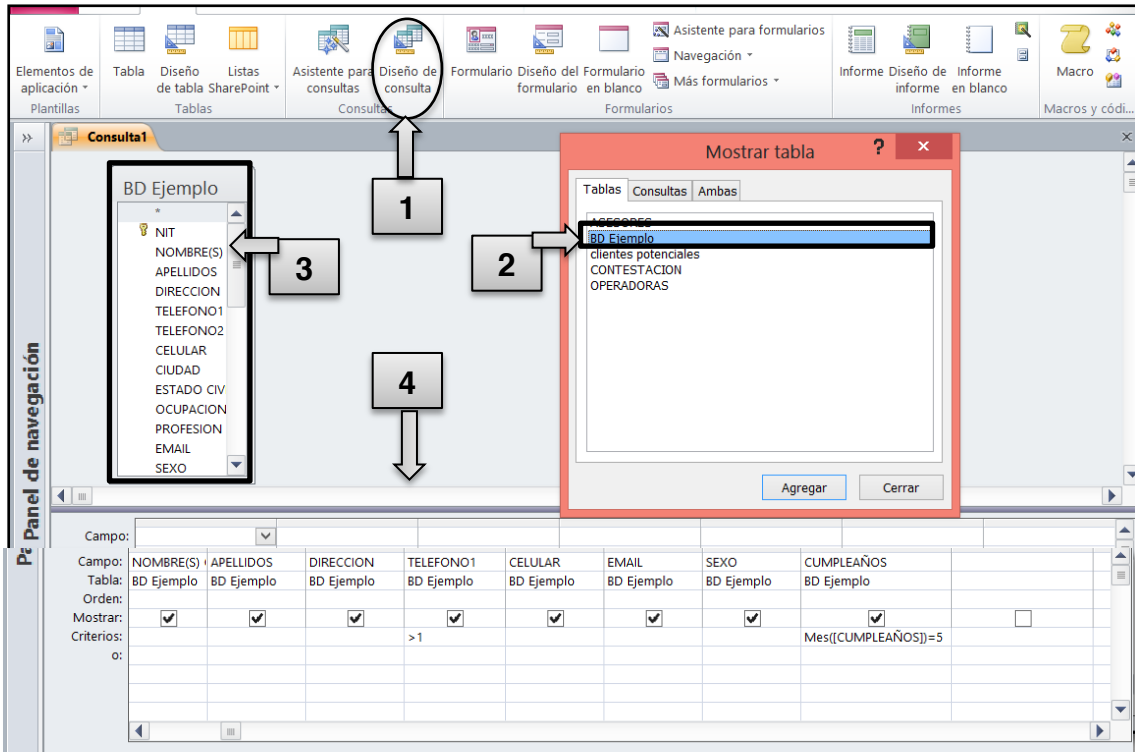 Elementos de aplicación
Tabla
Diseño de tabla
Listas SharePoint
Asistente para consultas
Diseño de consulta
Formulario
Diseño del formulario
Formulario en blanco
Asistente para formularios
Navegación
Más formularios
Informe
Diseño de informe
Informe en blanco
Macro
Plantillas
Tablas
Consultas
Formularios
Informes
Macros y códi...
Consulta1
Panel de navegación
BD Ejemplo
*
NIT
NOMBRE(S)
APELLIDOS
DIRECCION
TELEFONO1
TELEFONO2
CELULAR
CIUDAD
ESTADO CIV
OCUPACION
PROFESION
EMAIL
SEXO
1
2
3
4
Mostrar tabla ? ×
Tablas Consultas Ambas
ASESORES
BD Ejemplo
clientes potenciales
CONTESTACION
OPERADORAS
Agregar Cerrar
Campo:
Campo: NOMBRE(S) APELLIDOS DIRECCION TELEFONO1 CELULAR EMAIL SEXO CUMPLEAÑOS
Tabla: BD Ejemplo BD Ejemplo BD Ejemplo BD Ejemplo BD Ejemplo BD Ejemplo BD Ejemplo BD Ejemplo
Orden:
Mostrar:
Criterios: >1 Mes([CUMPLEAÑOS])=5
o: